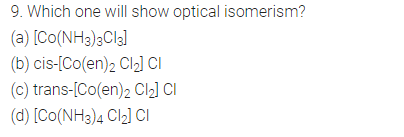 9. Which one will show optical isomerism?
(a) [Co(NH3)3Cl3]
(b) cis-[Co(en)2 Cl2] Cl
(c) trans-[Co(en)2 Cl2] Cl
(d) [Co(NH3)4 Cl2] Cl